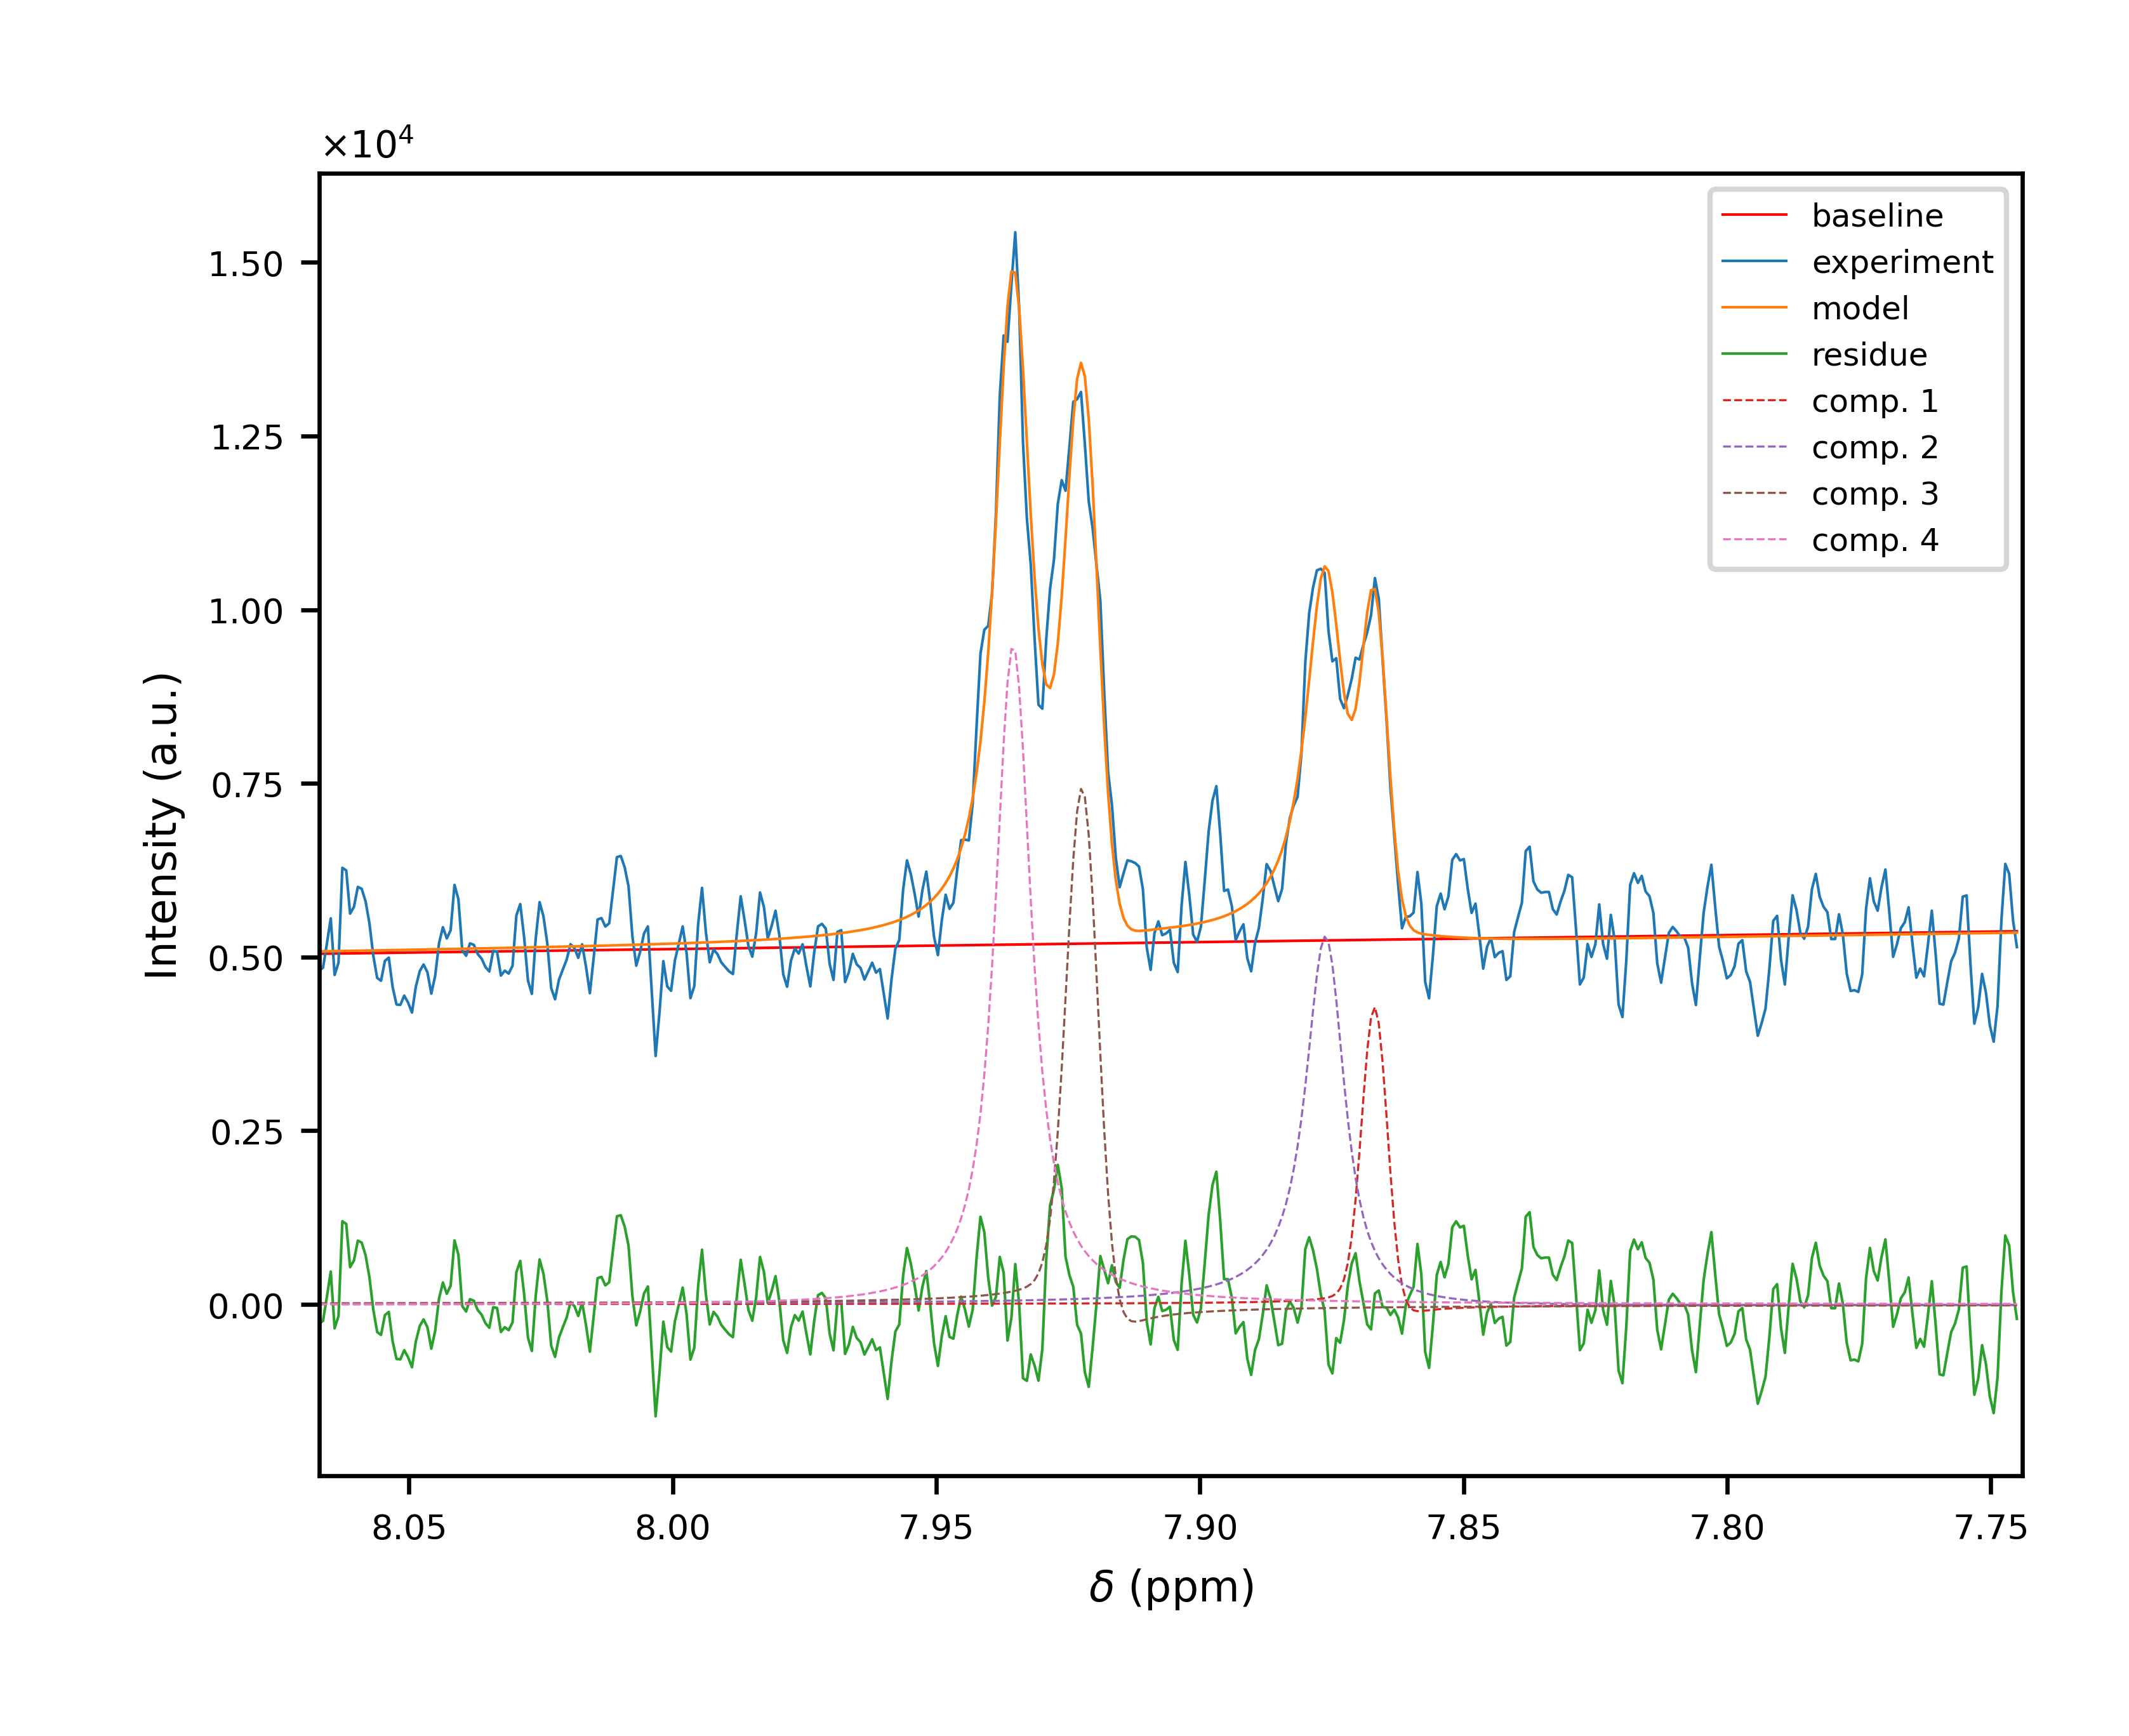 ×10⁴
1.50
1.25
1.00
0.75
0.50
0.25
0.00
Intensity (a.u.)
baseline
experiment
model
residue
comp. 1
comp. 2
comp. 3
comp. 4
8.05 8.00 7.95 7.90 7.85 7.80 7.75
δ (ppm)